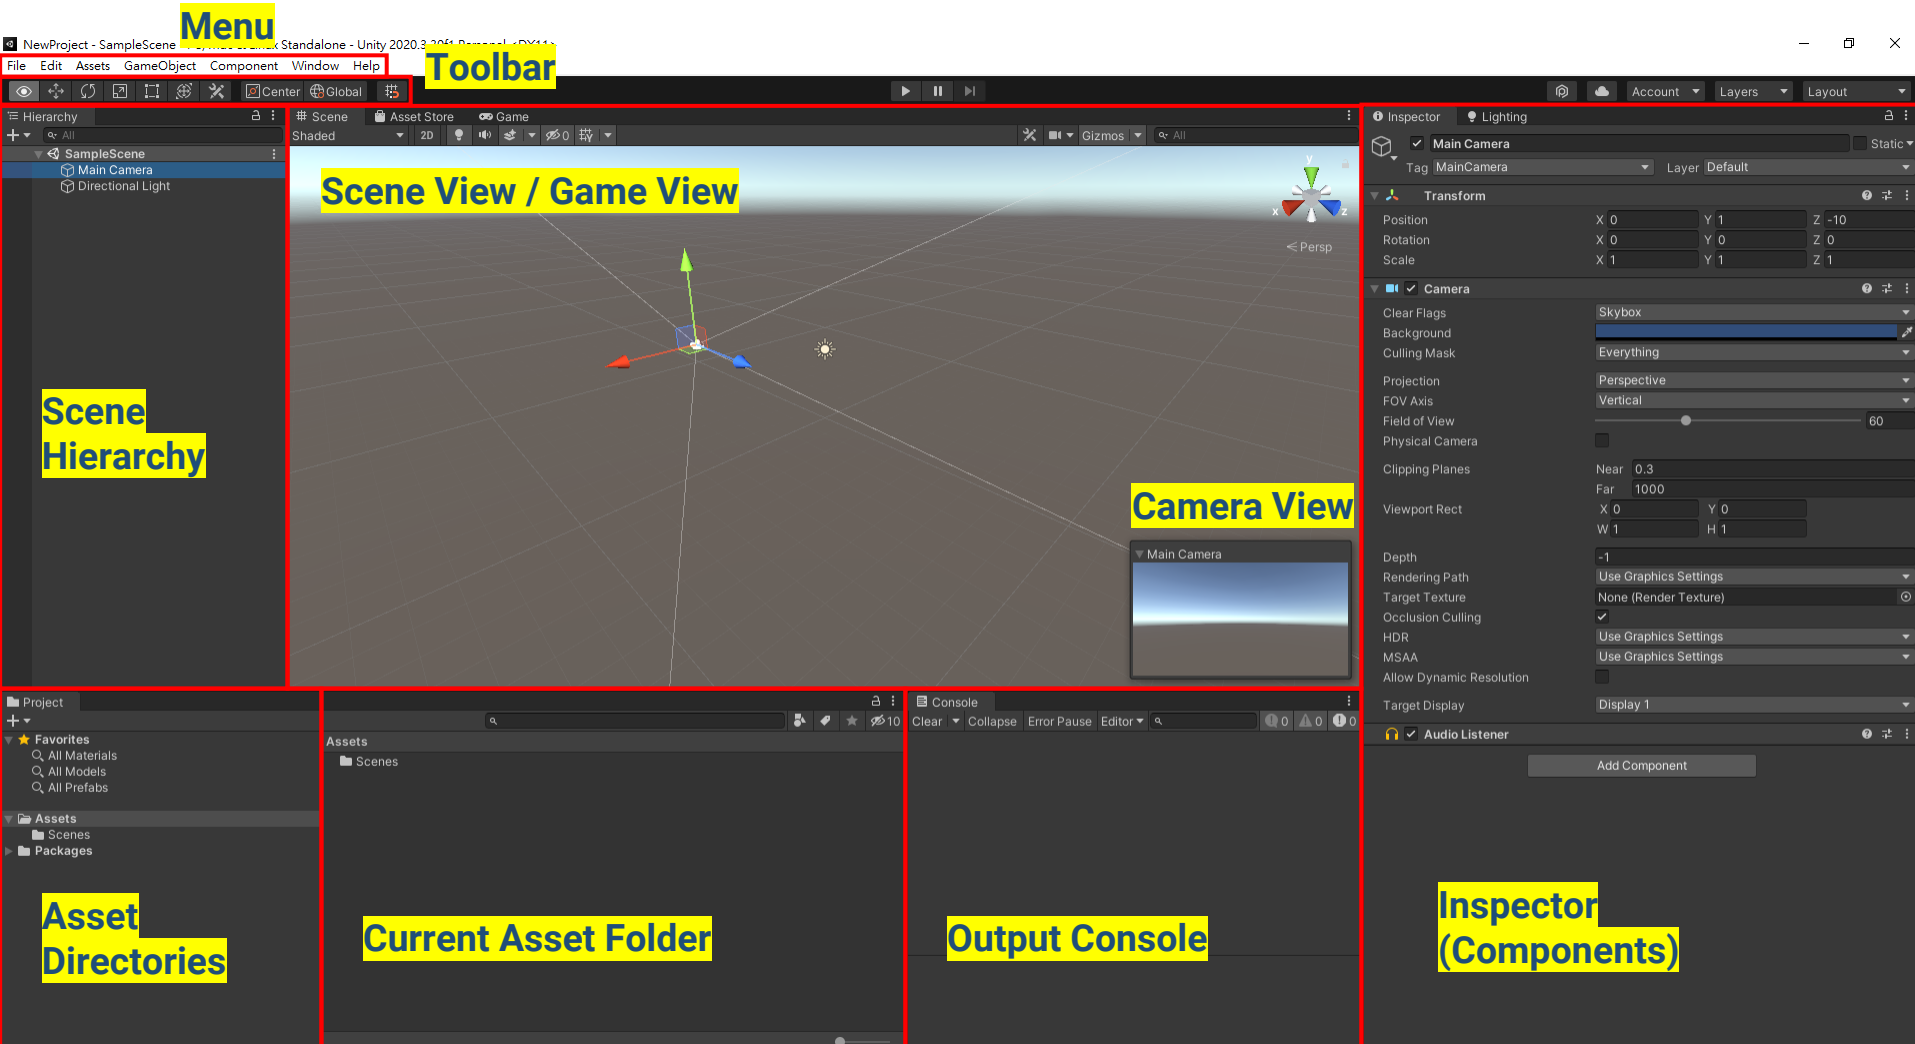 Menu
NewProject - SampleScene - Linux Standalone - Unity 2020.3.30f1 Personal <DX11>
File Edit Assets GameObject Component Window Help
Toolbar
Center Global
Account Layers Layout
Hierarchy
All
SampleScene
Main Camera
Directional Light
Scene
Hierarchy
Scene Asset Store Game
Shaded 2D 0 Gizmos All
Scene View / Game View
y
x z
Persp
Camera View
Main Camera
Inspector Lighting
Main Camera Static
Tag MainCamera Layer Default
Transform
Position X 0 Y 1 Z -10
Rotation X 0 Y 0 Z 0
Scale X 1 Y 1 Z 1
Camera
Clear Flags Skybox
Background
Culling Mask Everything
Projection Perspective
FOV Axis Vertical
Field of View 60
Physical Camera
Clipping Planes Near 0.3
Far 1000
Viewport Rect X 0 Y 0
W 1 H 1
Depth -1
Rendering Path Use Graphics Settings
Target Texture None (Render Texture)
Occlusion Culling
HDR Use Graphics Settings
MSAA Use Graphics Settings
Allow Dynamic Resolution
Target Display Display 1
Audio Listener
Add Component
Inspector
(Components)
Project
Favorites
All Materials
All Models
All Prefabs
Assets
Scenes
Packages
Asset
Directories
10
Assets
Scenes
Current Asset Folder
Console
Clear Collapse Error Pause Editor 0 0 0
Output Console